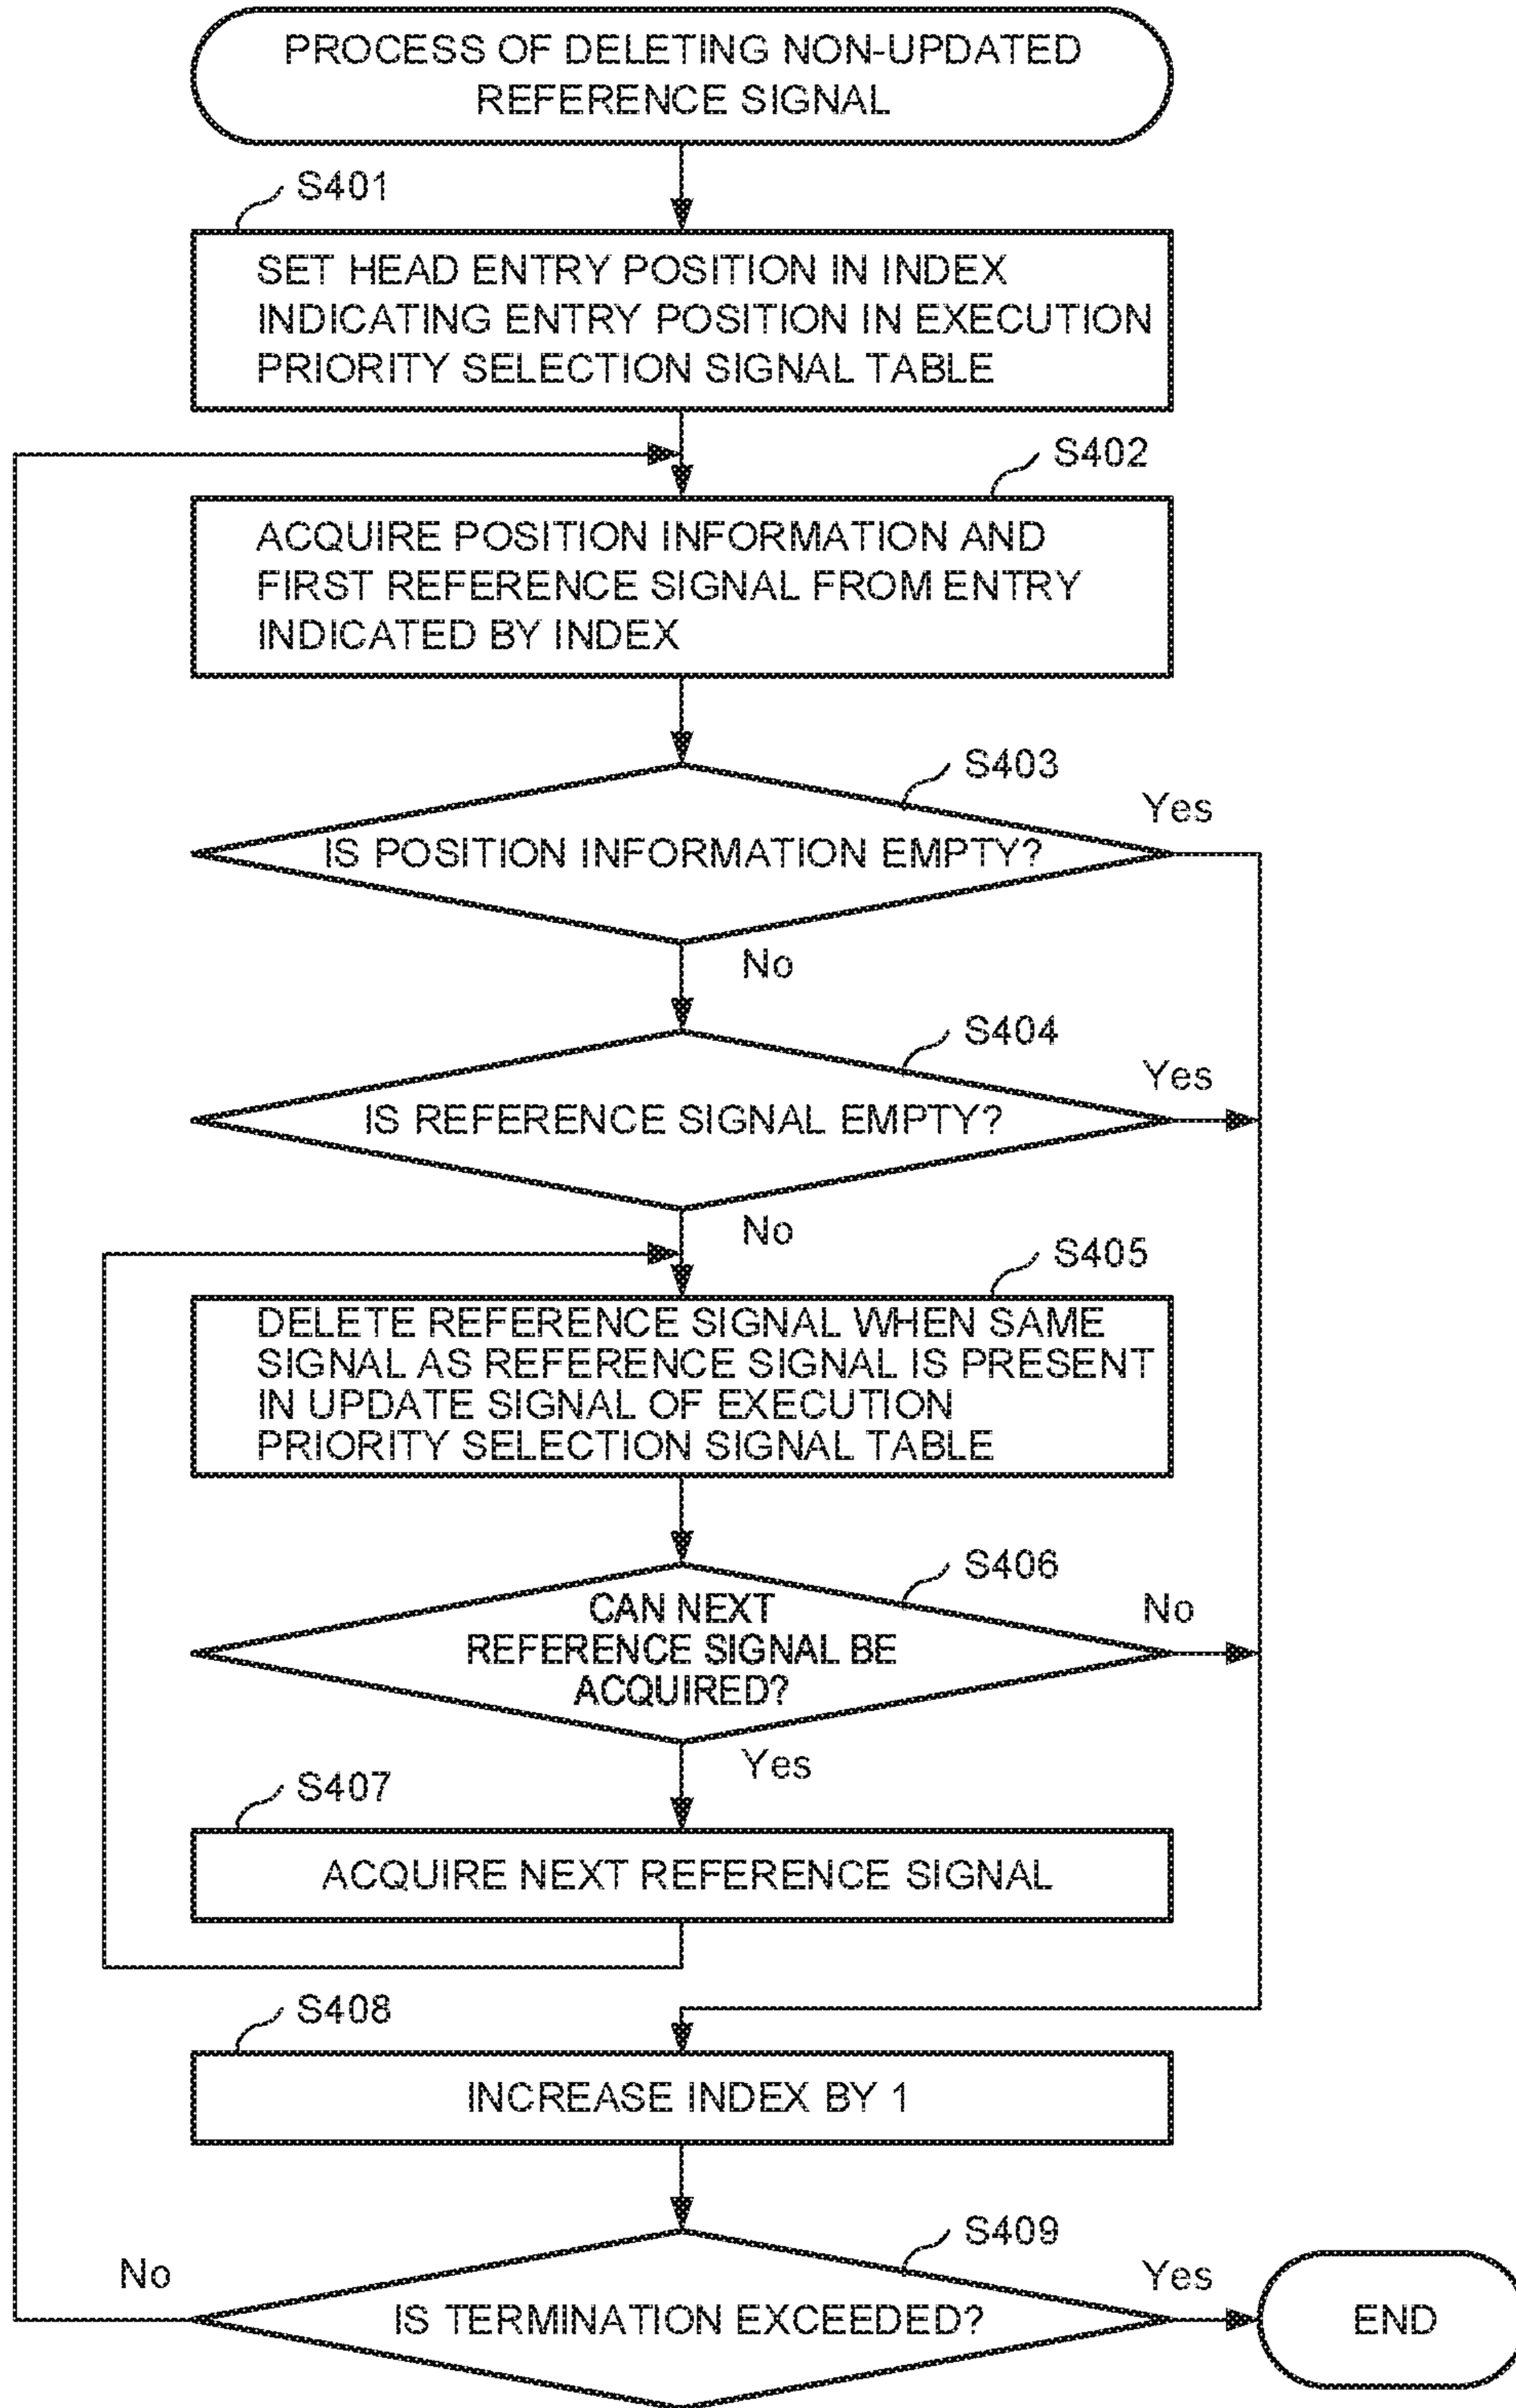 PROCESS OF DELETING NON-UPDATED
REFERENCE SIGNAL
S401
SET HEAD ENTRY POSITION IN INDEX
INDICATING ENTRY POSITION IN EXECUTION
PRIORITY SELECTION SIGNAL TABLE
S402
ACQUIRE POSITION INFORMATION AND
FIRST REFERENCE SIGNAL FROM ENTRY
INDICATED BY INDEX
S403
Yes
IS POSITION INFORMATION EMPTY?
No
S404
Yes
IS REFERENCE SIGNAL EMPTY?
No
S405
DELETE REFERENCE SIGNAL WHEN SAME
SIGNAL AS REFERENCE SIGNAL IS PRESENT
IN UPDATE SIGNAL OF EXECUTION
PRIORITY SELECTION SIGNAL TABLE
S406
No
CAN NEXT
REFERENCE SIGNAL BE
ACQUIRED?
Yes
S407
ACQUIRE NEXT REFERENCE SIGNAL
S408
INCREASE INDEX BY 1
S409
No
Yes
IS TERMINATION EXCEEDED?
END